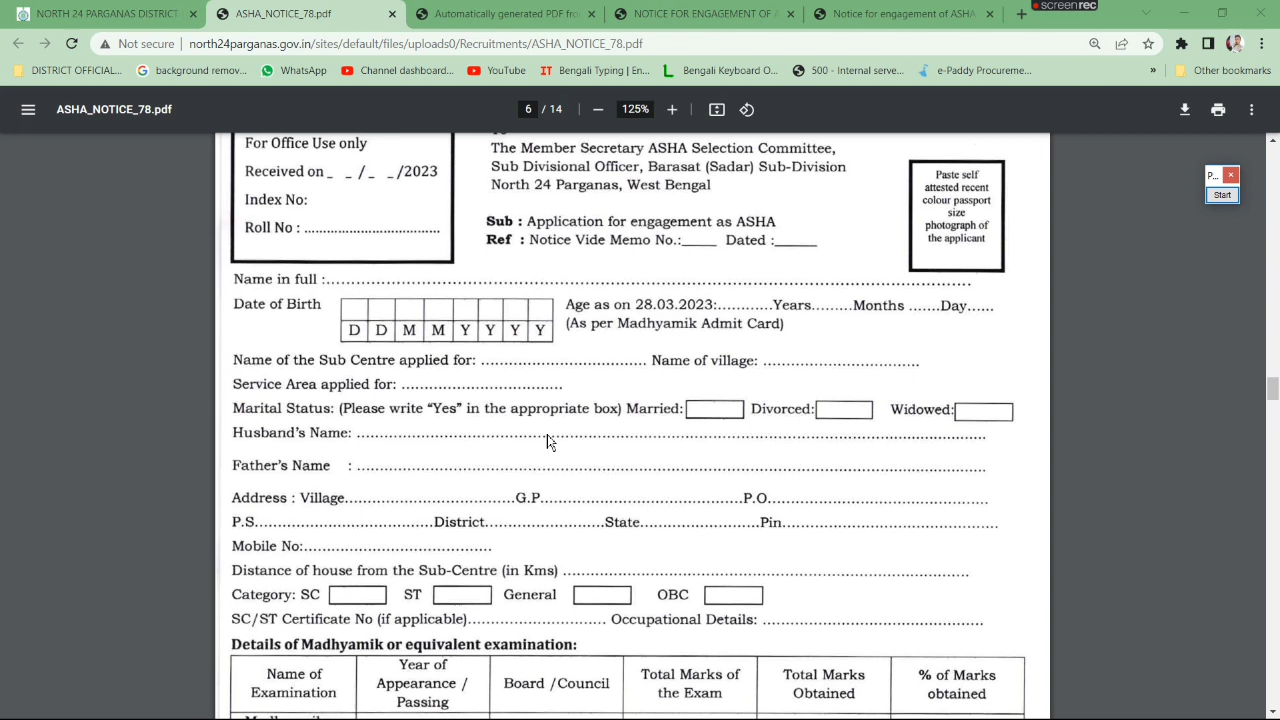 screenrec
NORTH 24 PARGANAS DISTRICT
ASHA_NOTICE_78.pdf
Automatically generated PDF fro
NOTICE FOR ENGAGEMENT OF A
Notice for engagement of ASHA
Not secure
north24parganas.gov.in/sites/default/files/uploads0/Recruitments/ASHA_NOTICE_78.pdf
DISTRICT OFFICIAL...
background remov...
WhatsApp
Channel dashboard...
YouTube
Bengali Typing | En...
Bengali Keyboard O...
500 - Internal serve...
e-Paddy Procureme...
» Other bookmarks
ASHA_NOTICE_78.pdf
6 / 14
125%
For Office Use only
Received on _ _ /_ _ /2023
Index No:
Roll No : ................................
The Member Secretary ASHA Selection Committee,
Sub Divisional Officer, Barasat (Sadar) Sub-Division
North 24 Parganas, West Bengal
Sub : Application for engagement as ASHA
Ref : Notice Vide Memo No.:____ Dated :_____
Paste self
attested recent
colour passport
size
photograph of
the applicant
P...
Start
Name in full :................................
Date of Birth
D D M M Y Y Y Y
Age as on 28.03.2023:...........Years.........Months .......Day......
(As per Madhyamik Admit Card)
Name of the Sub Centre applied for: .................................... Name of village: ..................................
Service Area applied for: ...................................
Marital Status: (Please write “Yes” in the appropriate box) Married: Divorced: Widowed:
Husband’s Name: ................................
Father’s Name : ................................
Address : Village.....................................G.P............................................P.O................................................
P.S.......................................District..........................State..................................Pin...............................................
Mobile No:.........................................
Distance of house from the Sub-Centre (in Kms) ................................
Category: SC ST General OBC
SC/ST Certificate No (if applicable).............................. Occupational Details: ................................................
Details of Madhyamik or equivalent examination:
Name of
Examination
Year of
Appearance /
Passing
Board /Council
Total Marks of
the Exam
Total Marks
Obtained
% of Marks
obtained